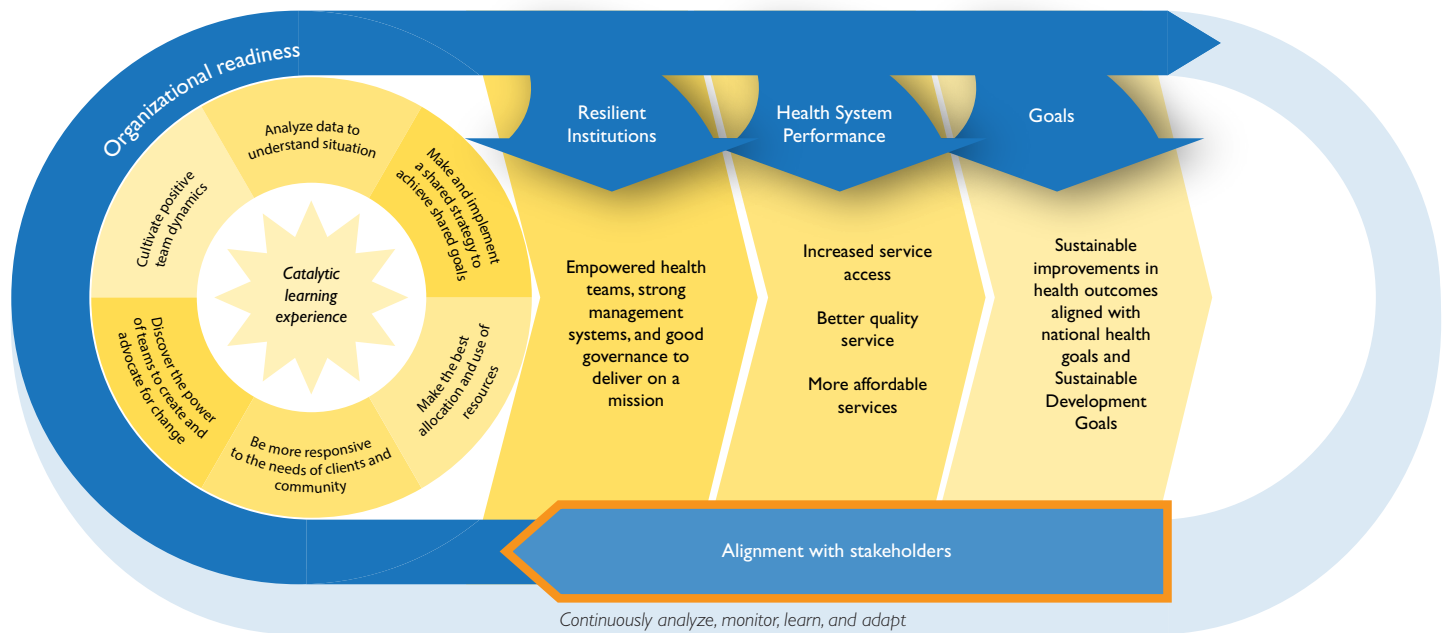 Organizational readiness
Analyze data to
understand situation
Make and implement
a shared strategy to
achieve shared goals
Make the best
allocation and use of
resources
Be more responsive
to the needs of clients and
community
Discover the power
of teams to create and
advocate for change
Cultivate positive
team dynamics
Catalytic
learning
experience
Resilient
Institutions
Empowered health
teams, strong
management
systems, and good
governance to
deliver on a
mission
Health System
Performance
Increased service
access
Better quality
service
More affordable
services
Goals
Sustainable
improvements in
health outcomes
aligned with
national health
goals and
Sustainable
Development
Goals
Alignment with stakeholders
Continuously analyze, monitor, learn, and adapt